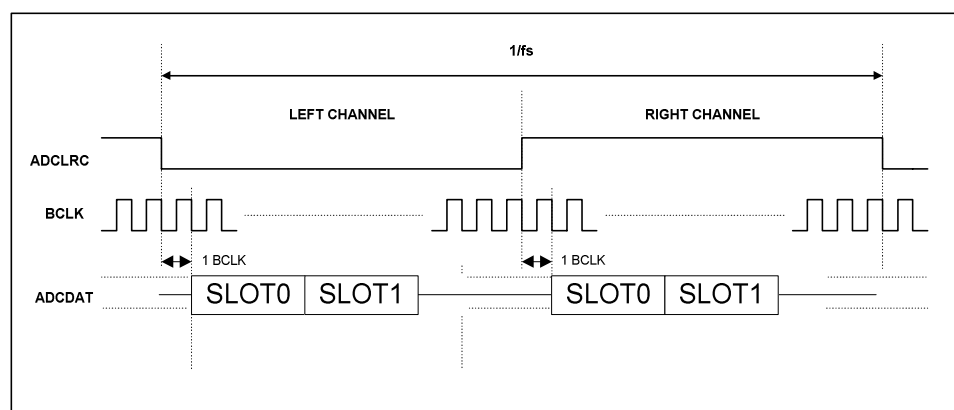 1/fs
LEFT CHANNEL RIGHT CHANNEL
ADCLRC
BCLK
1 BCLK 1 BCLK
ADCDAT SLOT0 SLOT1 SLOT0 SLOT1